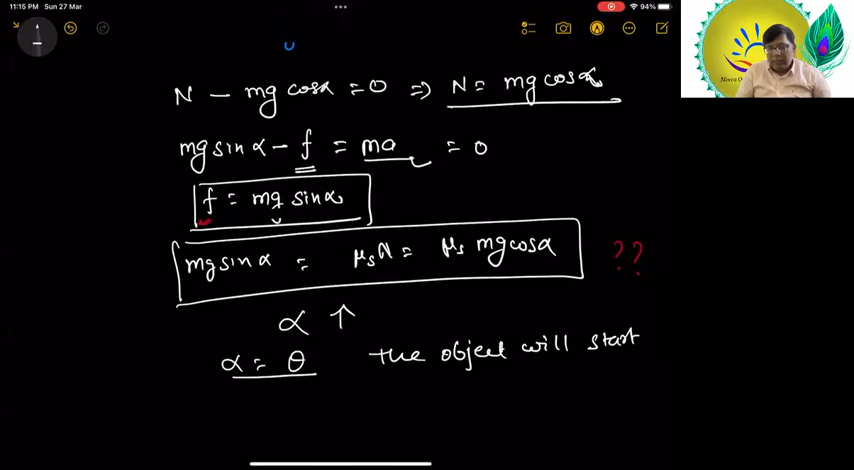 11:15 PM Sun 27 Mar
94%
N - mg cosα = 0 ⇒ N = mg cosα
mg sin α - f = ma = 0
f = mg sinα
mg sin α = μₛN = μₛ mg cosα ??
α ↑
α = θ the object will start